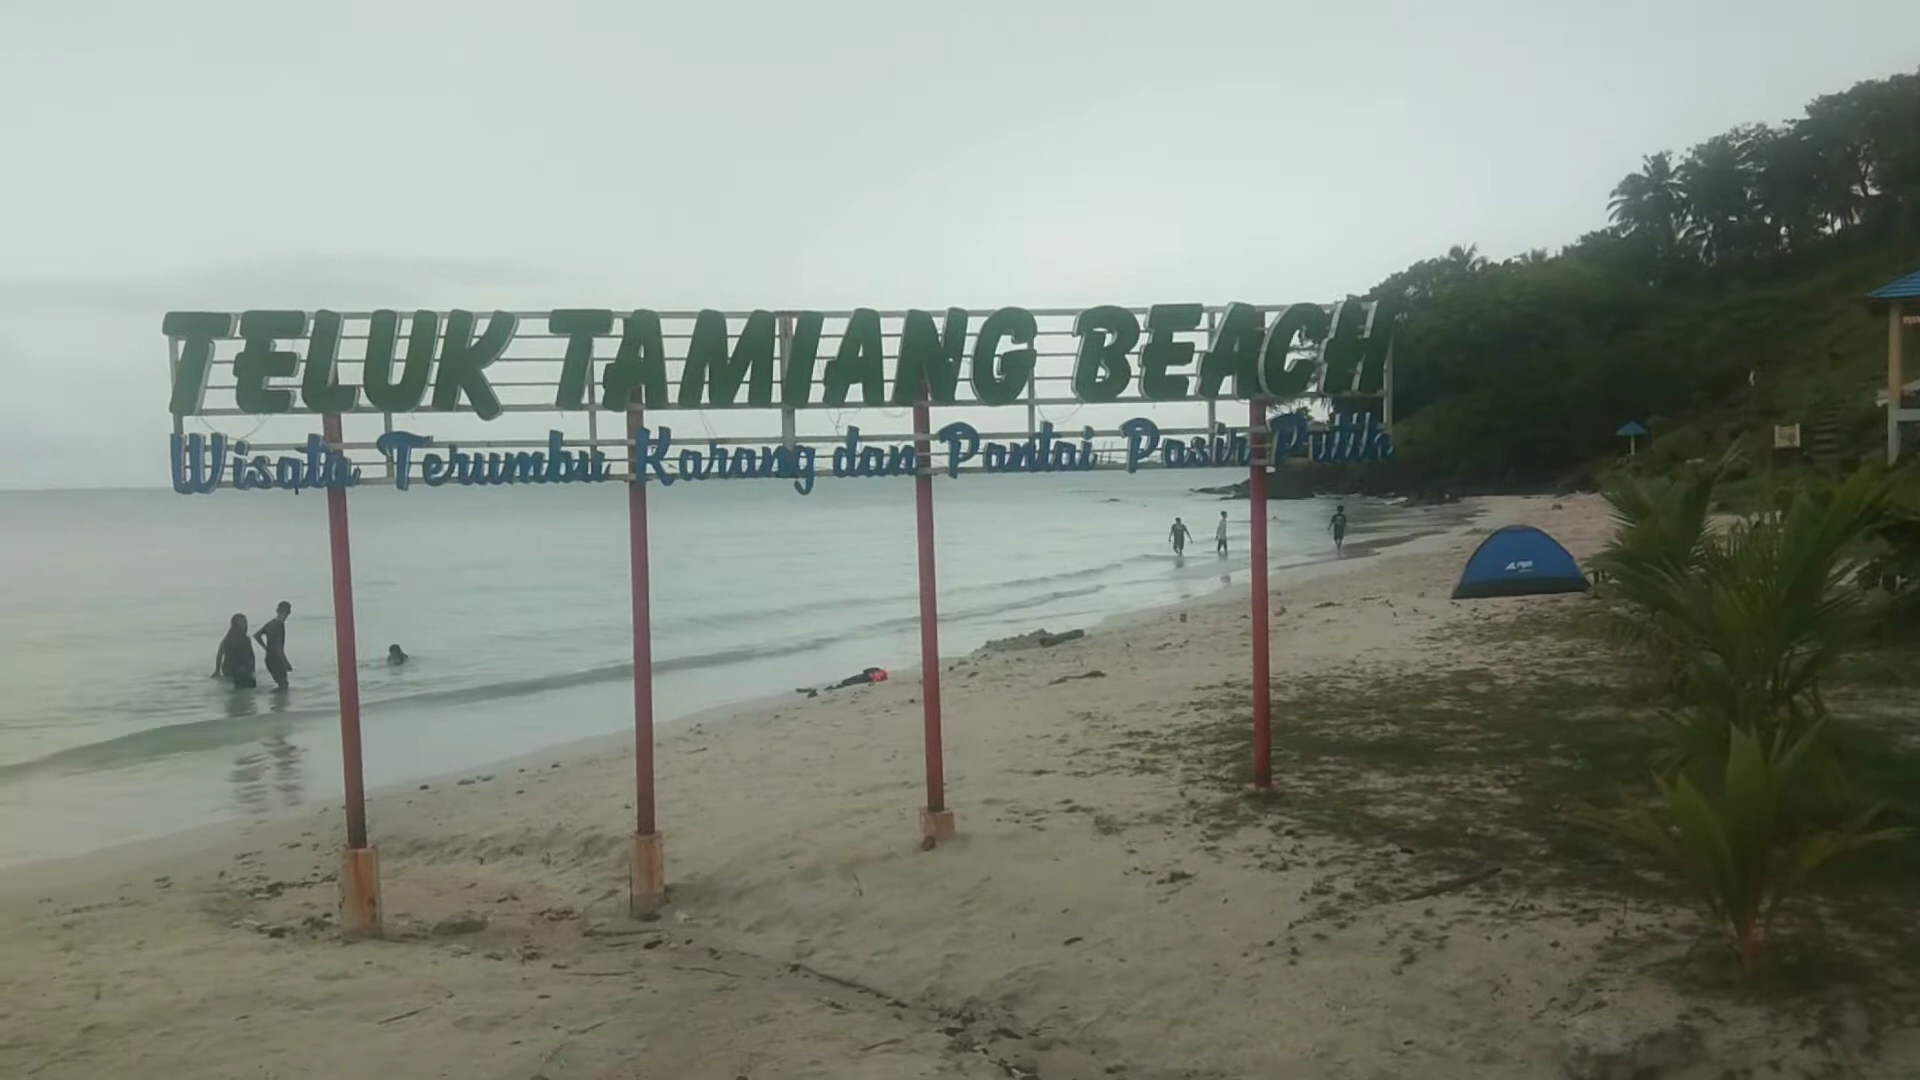 TELUK TAMIANG BEACH
Wisata Terumbu Karang dan Pantai Pasir Putih